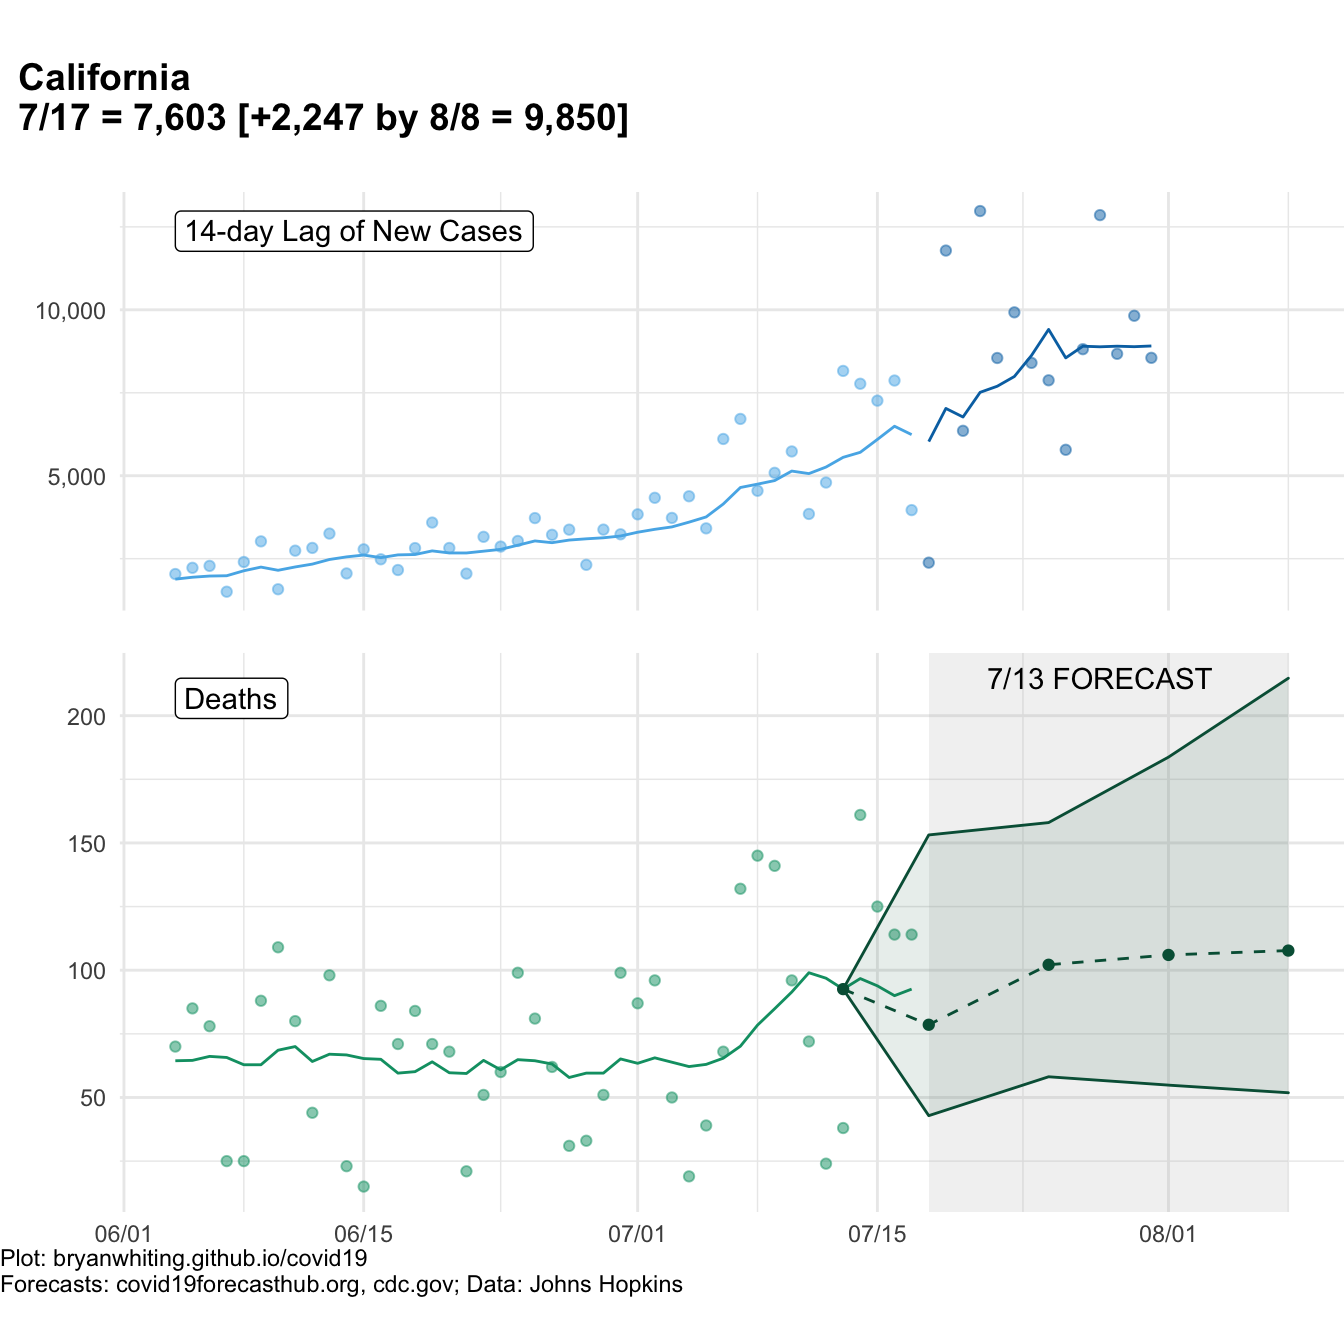 California
7/17 = 7,603 [+2,247 by 8/8 = 9,850]
14-day Lag of New Cases
10,000
5,000
7/13 FORECAST
Deaths
200
150
100
50
06/01
06/15
07/01
07/15
08/01
Plot: bryanwhiting.github.io/covid19
Forecasts: covid19forecasthub.org, cdc.gov; Data: Johns Hopkins